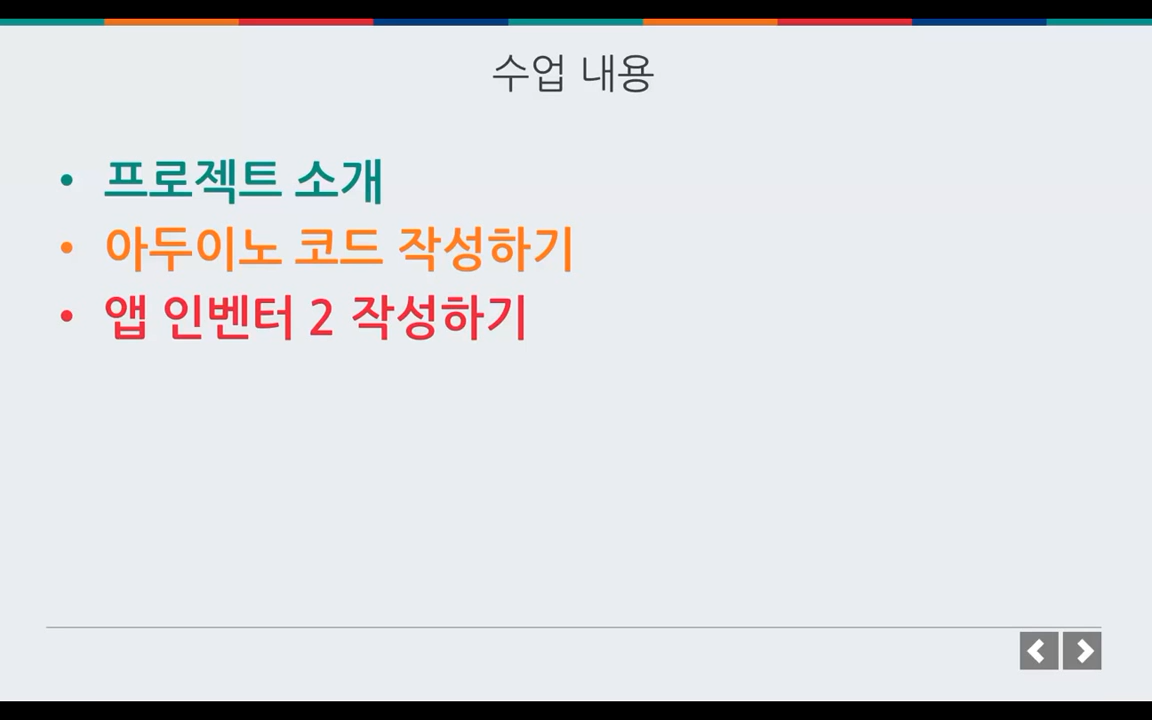 수업 내용
• 프로젝트 소개
• 아두이노 코드 작성하기
• 앱 인벤터 2 작성하기